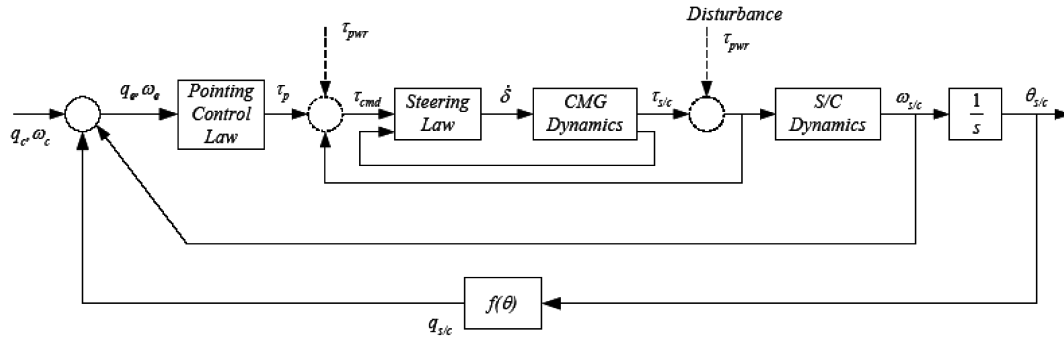 Disturbance
τpwr
τpwr
qe, ωe
Pointing
Control
Law
τp
τcmd
Steering
Law
δ̇
CMG
Dynamics
τs/c
S/C
Dynamics
ωs/c
1
s
θs/c
qc, ωc
f(θ)
qs/c